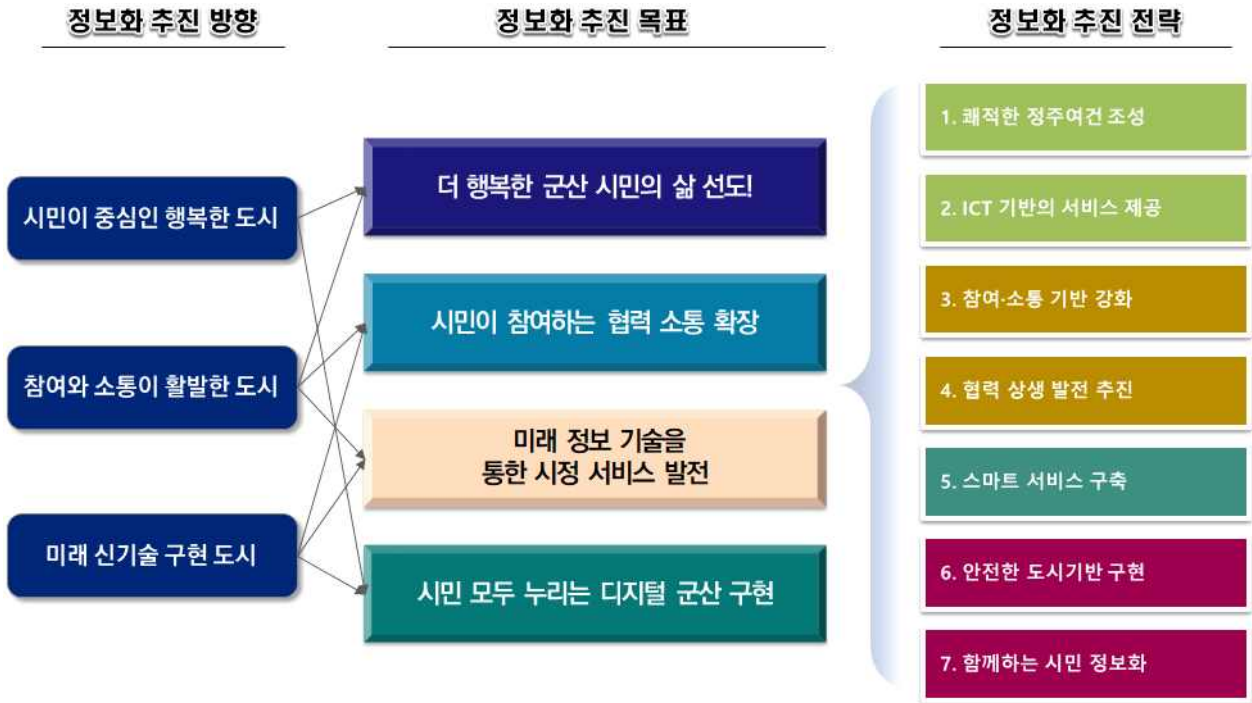 정보화 추진 방향
정보화 추진 목표
정보화 추진 전략
시민이 중심인 행복한 도시
참여와 소통이 활발한 도시
미래 신기술 구현 도시
더 행복한 군산 시민의 삶 선도!
시민이 참여하는 협력 소통 확장
미래 정보 기술을
통한 시정 서비스 발전
시민 모두 누리는 디지털 군산 구현
1. 쾌적한 정주여건 조성
2. ICT 기반의 서비스 제공
3. 참여·소통 기반 강화
4. 협력 상생 발전 추진
5. 스마트 서비스 구축
6. 안전한 도시기반 구현
7. 함께하는 시민 정보화